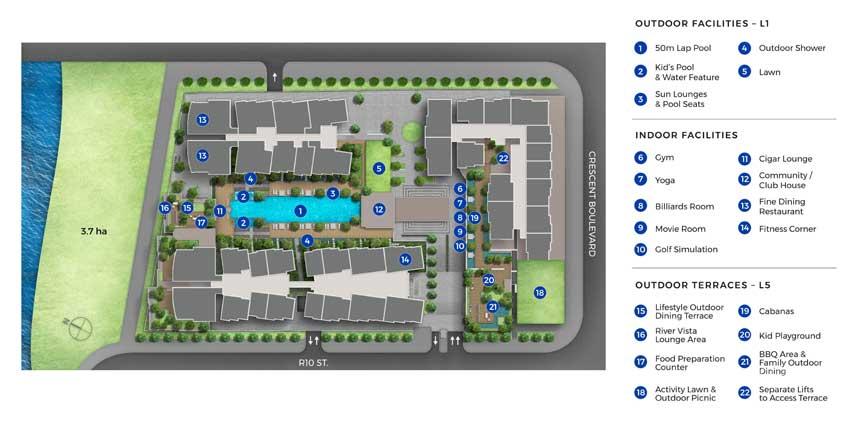 OUTDOOR FACILITIES – L1
1 50m Lap Pool
2 Kid's Pool
& Water Feature
3 Sun Lounges
& Pool Seats
4 Outdoor Shower
5 Lawn
INDOOR FACILITIES
6 Gym
7 Yoga
8 Billiards Room
9 Movie Room
10 Golf Simulation
11 Cigar Lounge
12 Community /
Club House
13 Fine Dining
Restaurant
14 Fitness Corner
OUTDOOR TERRACES – L5
15 Lifestyle Outdoor
Dining Terrace
16 River Vista
Lounge Area
17 Food Preparation
Counter
18 Activity Lawn &
Outdoor Picnic
19 Cabanas
20 Kid Playground
21 BBQ Area &
Family Outdoor
Dining
22 Separate Lifts
to Access Terrace
3.7 ha
N
CRESCENT BOULEVARD
R10 ST.
13
13
22
5
4
2
3
6
16
15
11
1
12
7
17
2
8
19
4
9
10
14
20
18
21